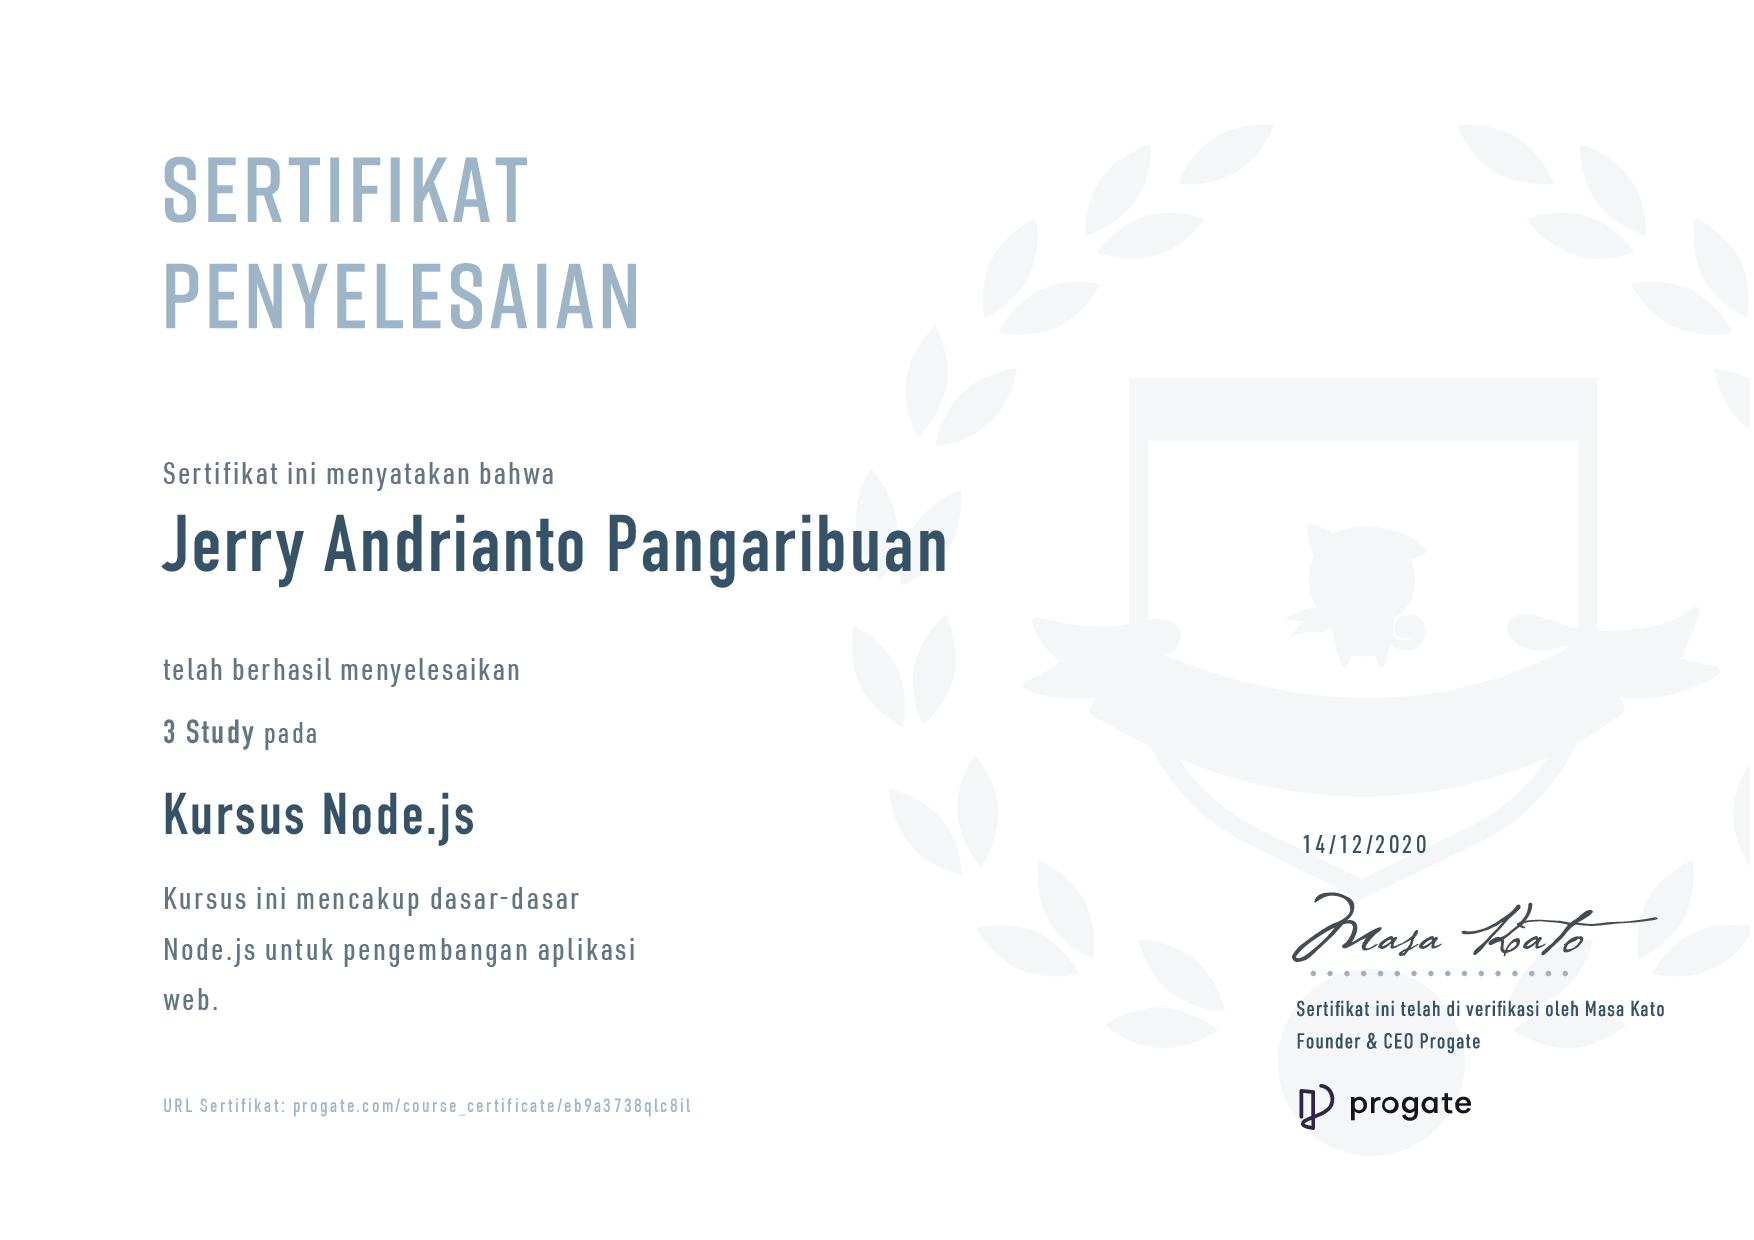 SERTIFIKAT
PENYELESAIAN
Sertifikat ini menyatakan bahwa
Jerry Andrianto Pangaribuan
telah berhasil menyelesaikan
3 Study pada
Kursus Node.js
Kursus ini mencakup dasar-dasar
Node.js untuk pengembangan aplikasi
web.
URL Sertifikat: progate.com/course_certificate/eb9a3738qlc8il
14/12/2020
Masa Kato
Sertifikat ini telah di verifikasi oleh Masa Kato
Founder & CEO Progate
progate